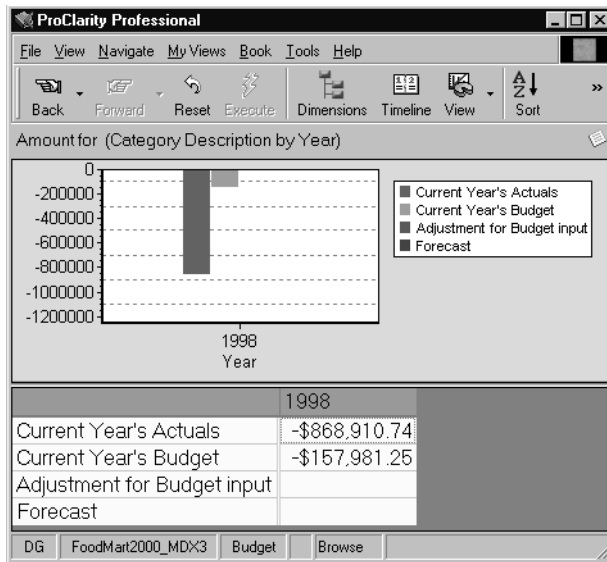 ProClarity Professional
File View Navigate My Views Book Tools Help
Back Forward Reset Execute Dimensions Timeline View Sort »
Amount for (Category Description by Year)
0
-200000
-400000
-600000
-800000
-1000000
-1200000
1998
Year
Current Year's Actuals
Current Year's Budget
Adjustment for Budget input
Forecast
1998
Current Year's Actuals -$868,910.74
Current Year's Budget -$157,981.25
Adjustment for Budget input
Forecast
DG FoodMart2000_MDX3 Budget Browse